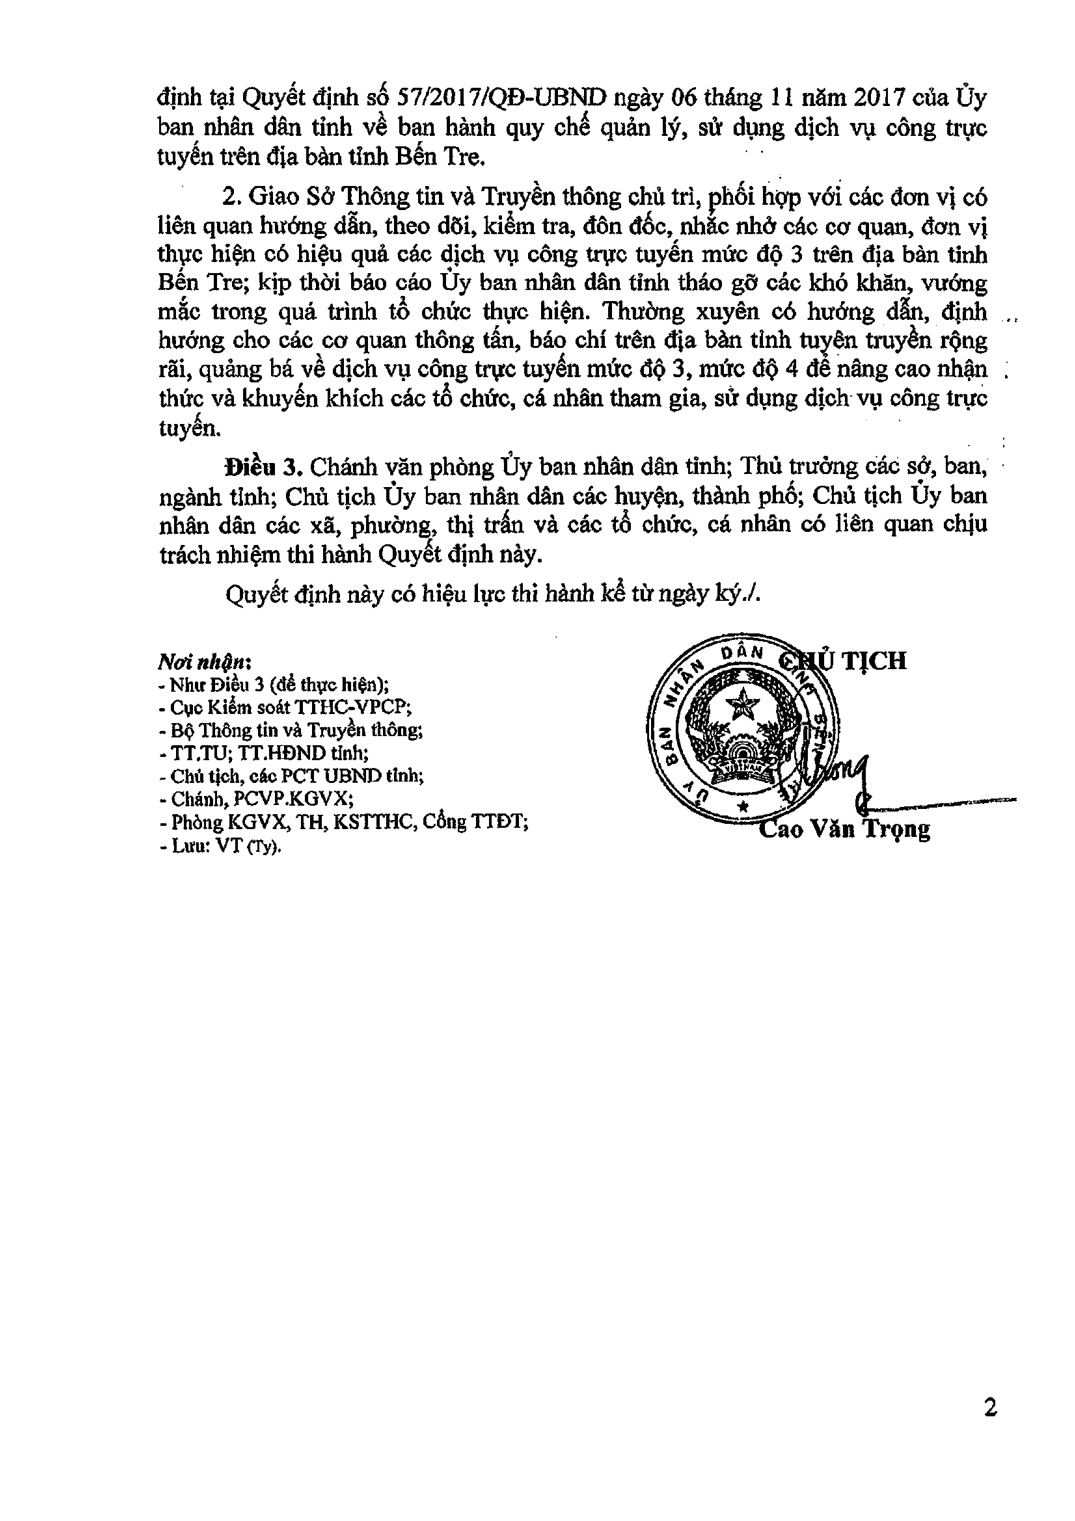 định tại Quyết định số 57/2017/QĐ-UBND ngày 06 tháng 11 năm 2017 của Ủy
ban nhân dân tỉnh về ban hành quy chế quản lý, sử dụng dịch vụ công trực
tuyến trên địa bàn tỉnh Bến Tre.
2. Giao Sở Thông tin và Truyền thông chủ trì, phối hợp với các đơn vị có
liên quan hướng dẫn, theo dõi, kiểm tra, đôn đốc, nhắc nhở các cơ quan, đơn vị
thực hiện có hiệu quả các dịch vụ công trực tuyến mức độ 3 trên địa bàn tỉnh
Bến Tre; kịp thời báo cáo Ủy ban nhân dân tỉnh tháo gỡ các khó khăn, vướng
mắc trong quá trình tổ chức thực hiện. Thường xuyên có hướng dẫn, định
hướng cho các cơ quan thông tấn, báo chí trên địa bàn tỉnh tuyên truyền rộng
rãi, quảng bá về dịch vụ công trực tuyến mức độ 3, mức độ 4 để nâng cao nhận
thức và khuyến khích các tổ chức, cá nhân tham gia, sử dụng dịch vụ công trực
tuyến.
Điều 3. Chánh văn phòng Ủy ban nhân dân tỉnh; Thủ trưởng các sở, ban,
ngành tỉnh; Chủ tịch Ủy ban nhân dân các huyện, thành phố; Chủ tịch Ủy ban
nhân dân các xã, phường, thị trấn và các tổ chức, cá nhân có liên quan chịu
trách nhiệm thi hành Quyết định này.
Quyết định này có hiệu lực thi hành kể từ ngày ký./.
Nơi nhận:
- Như Điều 3 (để thực hiện);
- Cục Kiểm soát TTHC-VPCP;
- Bộ Thông tin và Truyền thông;
- TT.TU; TT.HĐND tỉnh;
- Chủ tịch, các PCT UBND tỉnh;
- Chánh, PCVP.KGVX;
- Phòng KGVX, TH, KSTTHC, Cổng TTĐT;
- Lưu: VT (Ty).
CHỦ TỊCH
ỦY BAN NHÂN DÂN TỈNH BẾN TRE
VIETNAM
Trọng
Cao Văn Trọng
2